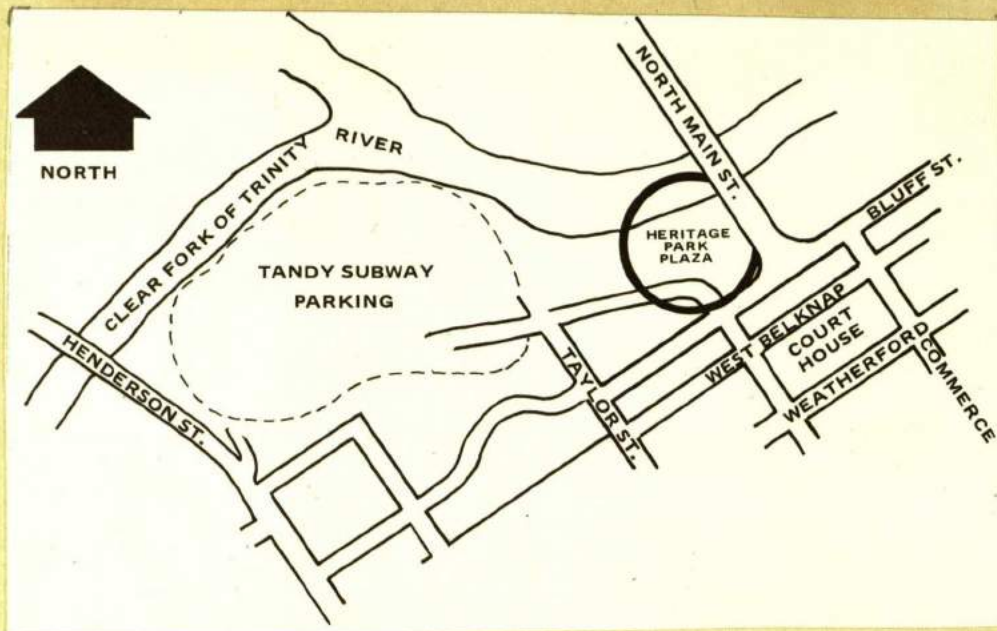 NORTH
CLEAR FORK OF TRINITY
RIVER
NORTH MAIN ST.
BLUFF ST.
HERITAGE
PARK
PLAZA
TANDY SUBWAY
PARKING
HENDERSON ST.
TAYLOR ST.
WEST BELKNAP
COURT
HOUSE
WEATHERFORD
COMMERCE